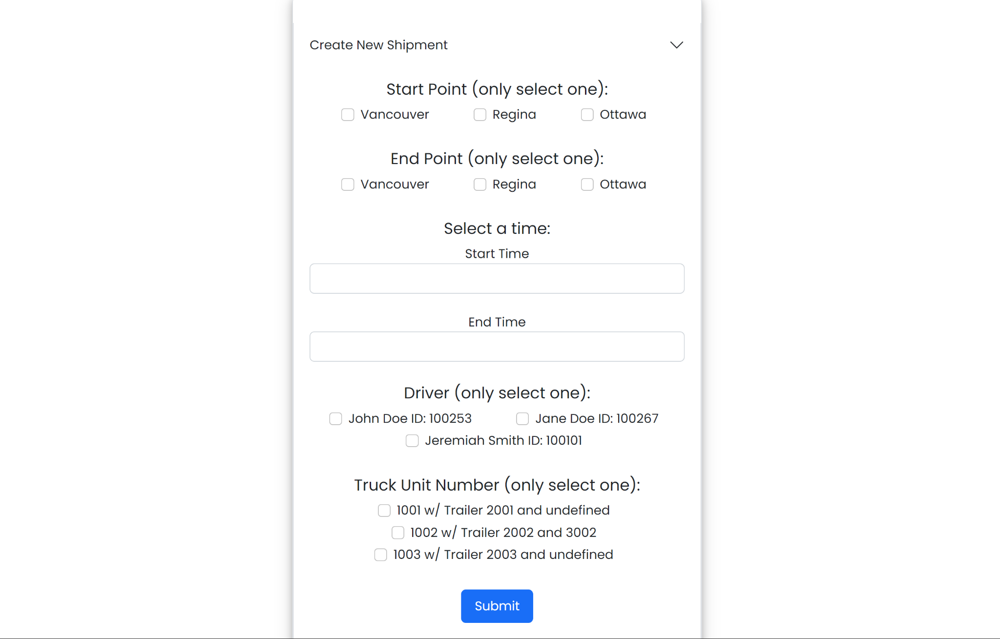 Create New Shipment
Start Point (only select one):
Vancouver Regina Ottawa
End Point (only select one):
Vancouver Regina Ottawa
Select a time:
Start Time
End Time
Driver (only select one):
John Doe ID: 100253 Jane Doe ID: 100267
Jeremiah Smith ID: 100101
Truck Unit Number (only select one):
1001 w/ Trailer 2001 and undefined
1002 w/ Trailer 2002 and 3002
1003 w/ Trailer 2003 and undefined
Submit